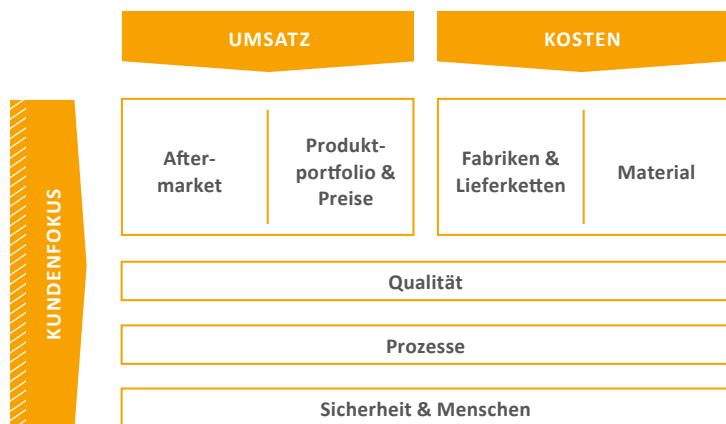 UMSATZ
KOSTEN
KUNDENFOKUS
After-
market
Produkt-
portfolio &
Preise
Fabriken &
Lieferketten
Material
Qualität
Prozesse
Sicherheit & Menschen